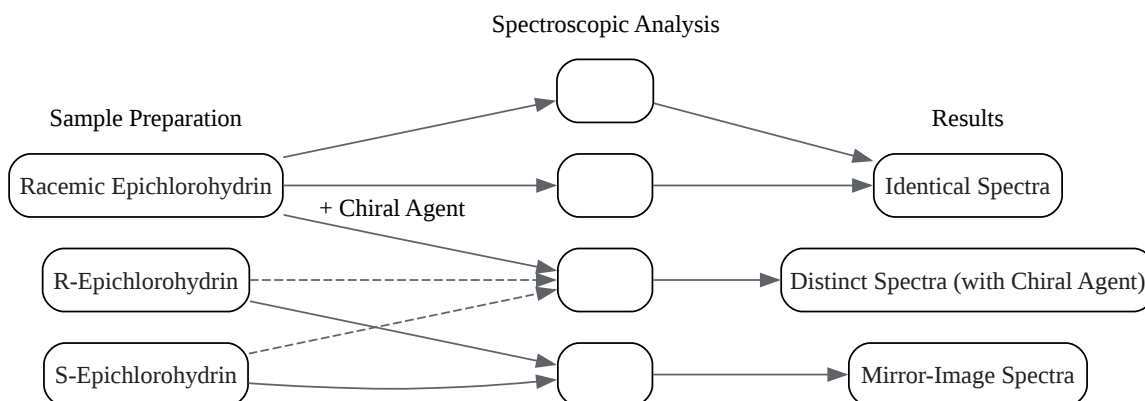 Spectroscopic Analysis
Sample Preparation
Results
Racemic Epichlorohydrin
Identical Spectra
+ Chiral Agent
R-Epichlorohydrin
Distinct Spectra (with Chiral Agent)
S-Epichlorohydrin
Mirror-Image Spectra